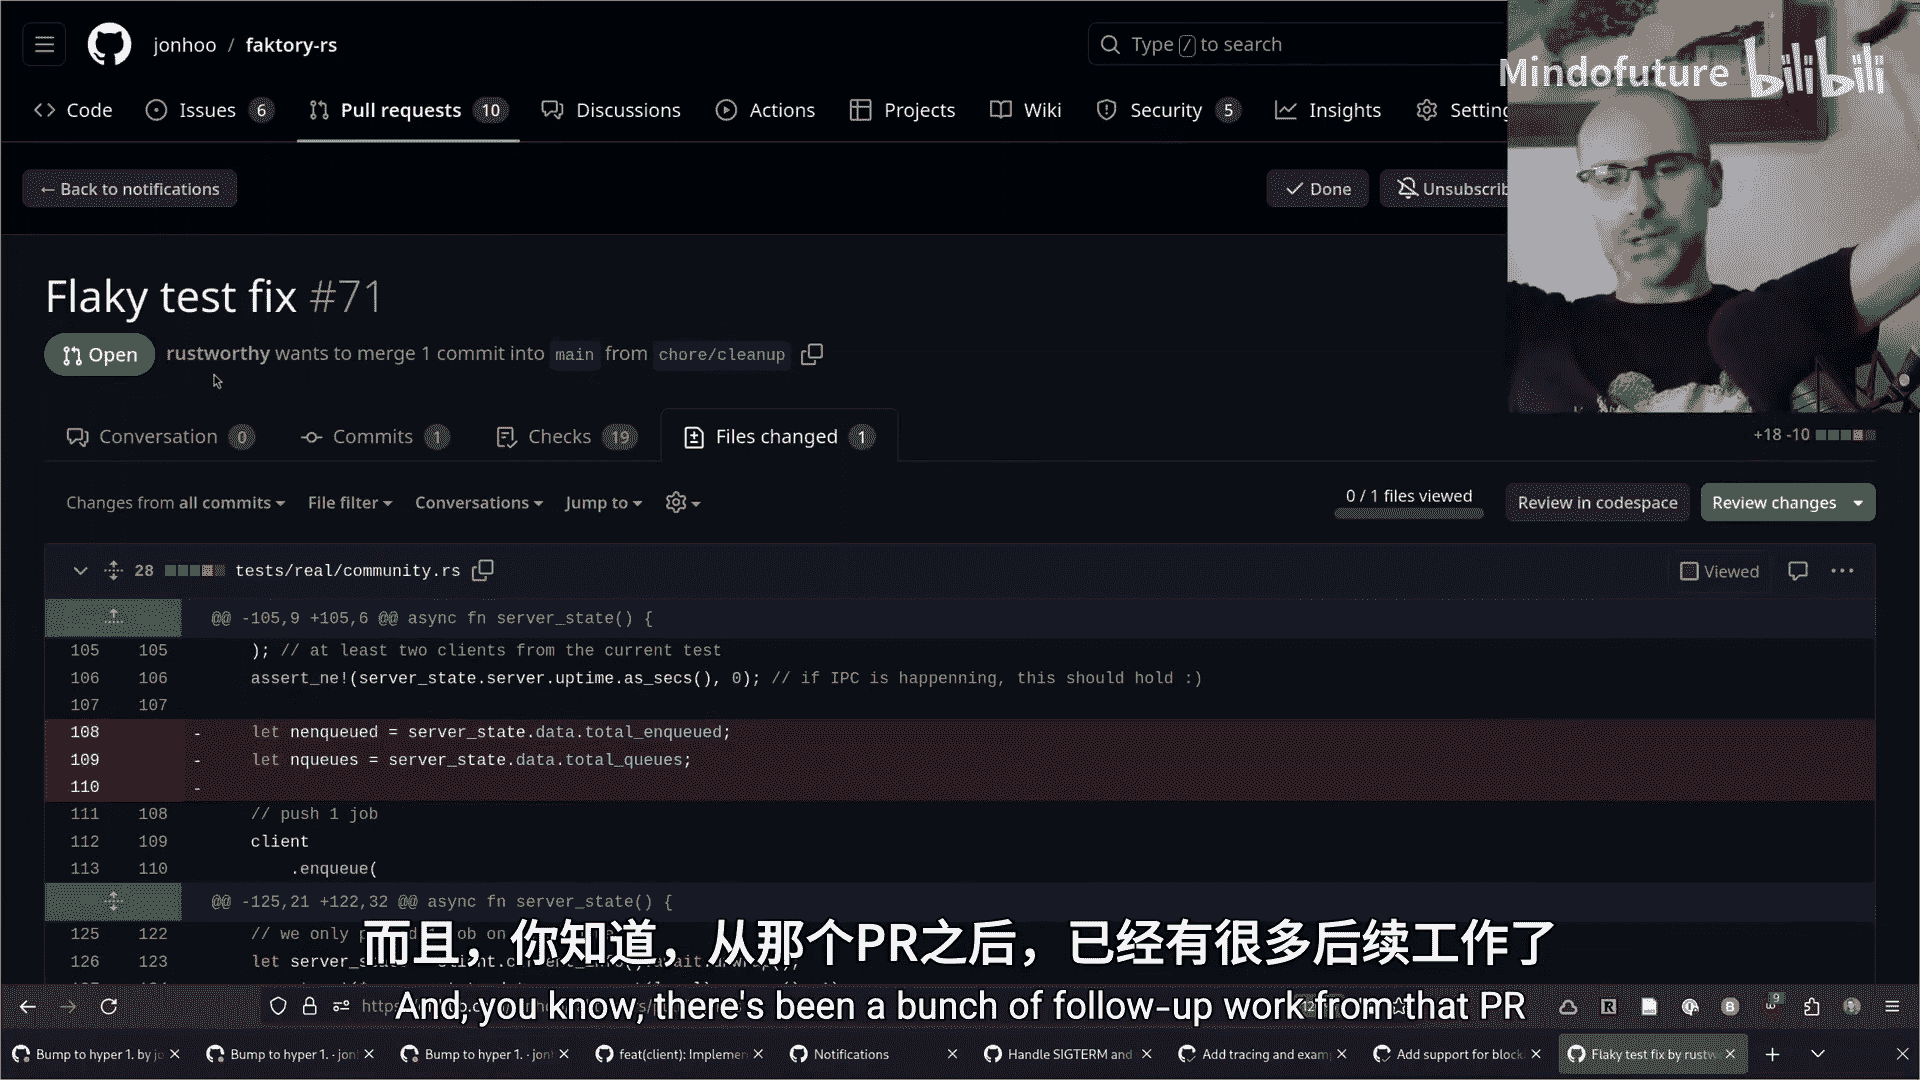 jonhoo / faktory-rs
Type / to search
Mindofuture bilibili
Code
Issues 6
Pull requests 10
Discussions
Actions
Projects
Wiki
Security 5
Insights
Setting
← Back to notifications
Done
Unsubscrib
Flaky test fix #71
Open
rustworthy wants to merge 1 commit into main from chore/cleanup
Conversation 0
Commits 1
Checks 19
Files changed 1
+18 -10
Changes from all commits
File filter
Conversations
Jump to
0 / 1 files viewed
Review in codespace
Review changes
28 tests/real/community.rs
Viewed
@@ -105,9 +105,6 @@ async fn server_state() {
105 105 ); // at least two clients from the current test
106 106 assert_ne!(server_state.server.uptime.as_secs(), 0); // if IPC is happenning, this should hold :)
107 107
108 - let nenqueued = server_state.data.total_enqueued;
109 - let nqueues = server_state.data.total_queues;
110 -
111 108 // push 1 job
112 109 client
113 110 .enqueue(
@@ -125,21 +122,32 @@ async fn server_state() {
125 122 // we only
126 123 let
而且，你知道，从那个PR之后，已经有很多后续工作了
And, you know, there's been a bunch of follow-up work from that PR
Bump to hyper 1. by jo
Bump to hyper 1. · jon
Bump to hyper 1. · jon
feat(client): Implemen
Notifications
Handle SIGTERM and
Add tracing and exam
Add support for block
Flaky test fix by rustw